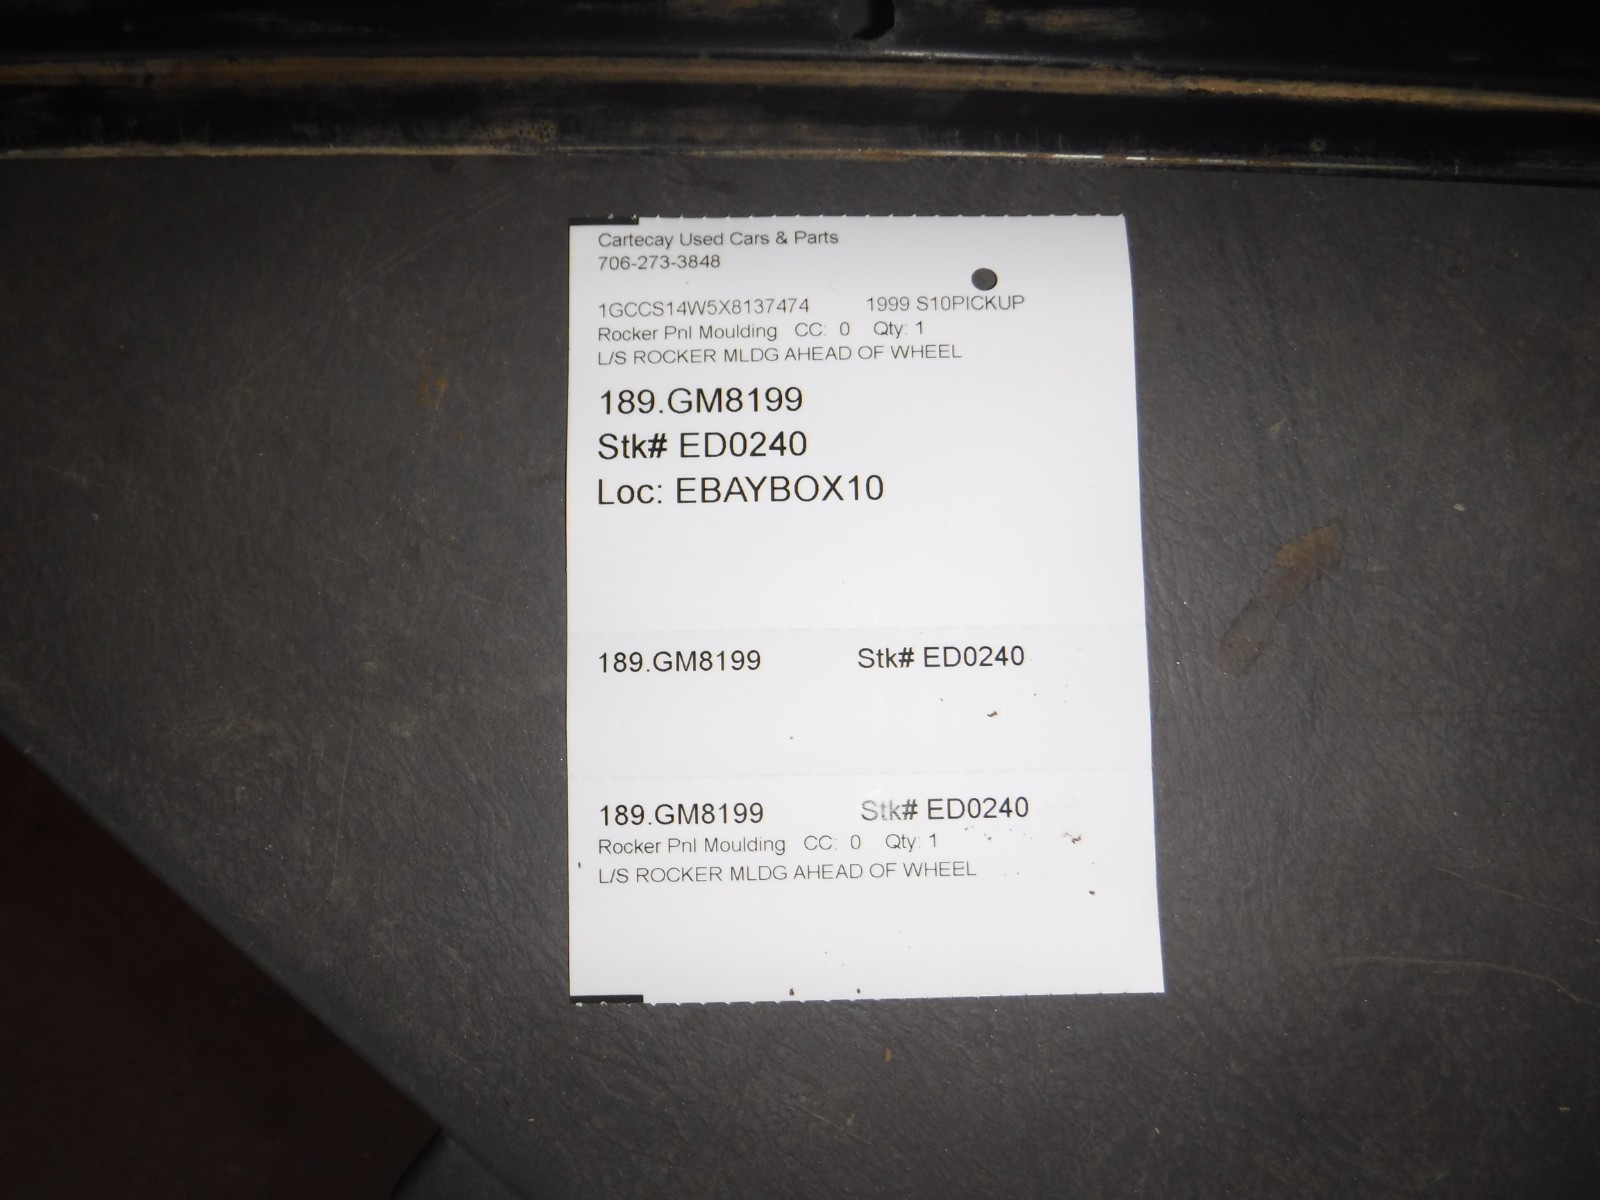 Cartecay Used Cars & Parts
706-273-3848
1GCCS14W5X8137474 1999 S10PICKUP
Rocker Pnl Moulding CC: 0 Qty: 1
L/S ROCKER MLDG AHEAD OF WHEEL
189.GM8199
Stk# ED0240
Loc: EBAYBOX10
189.GM8199 Stk# ED0240
189.GM8199 Stk# ED0240
Rocker Pnl Moulding CC: 0 Qty: 1
L/S ROCKER MLDG AHEAD OF WHEEL